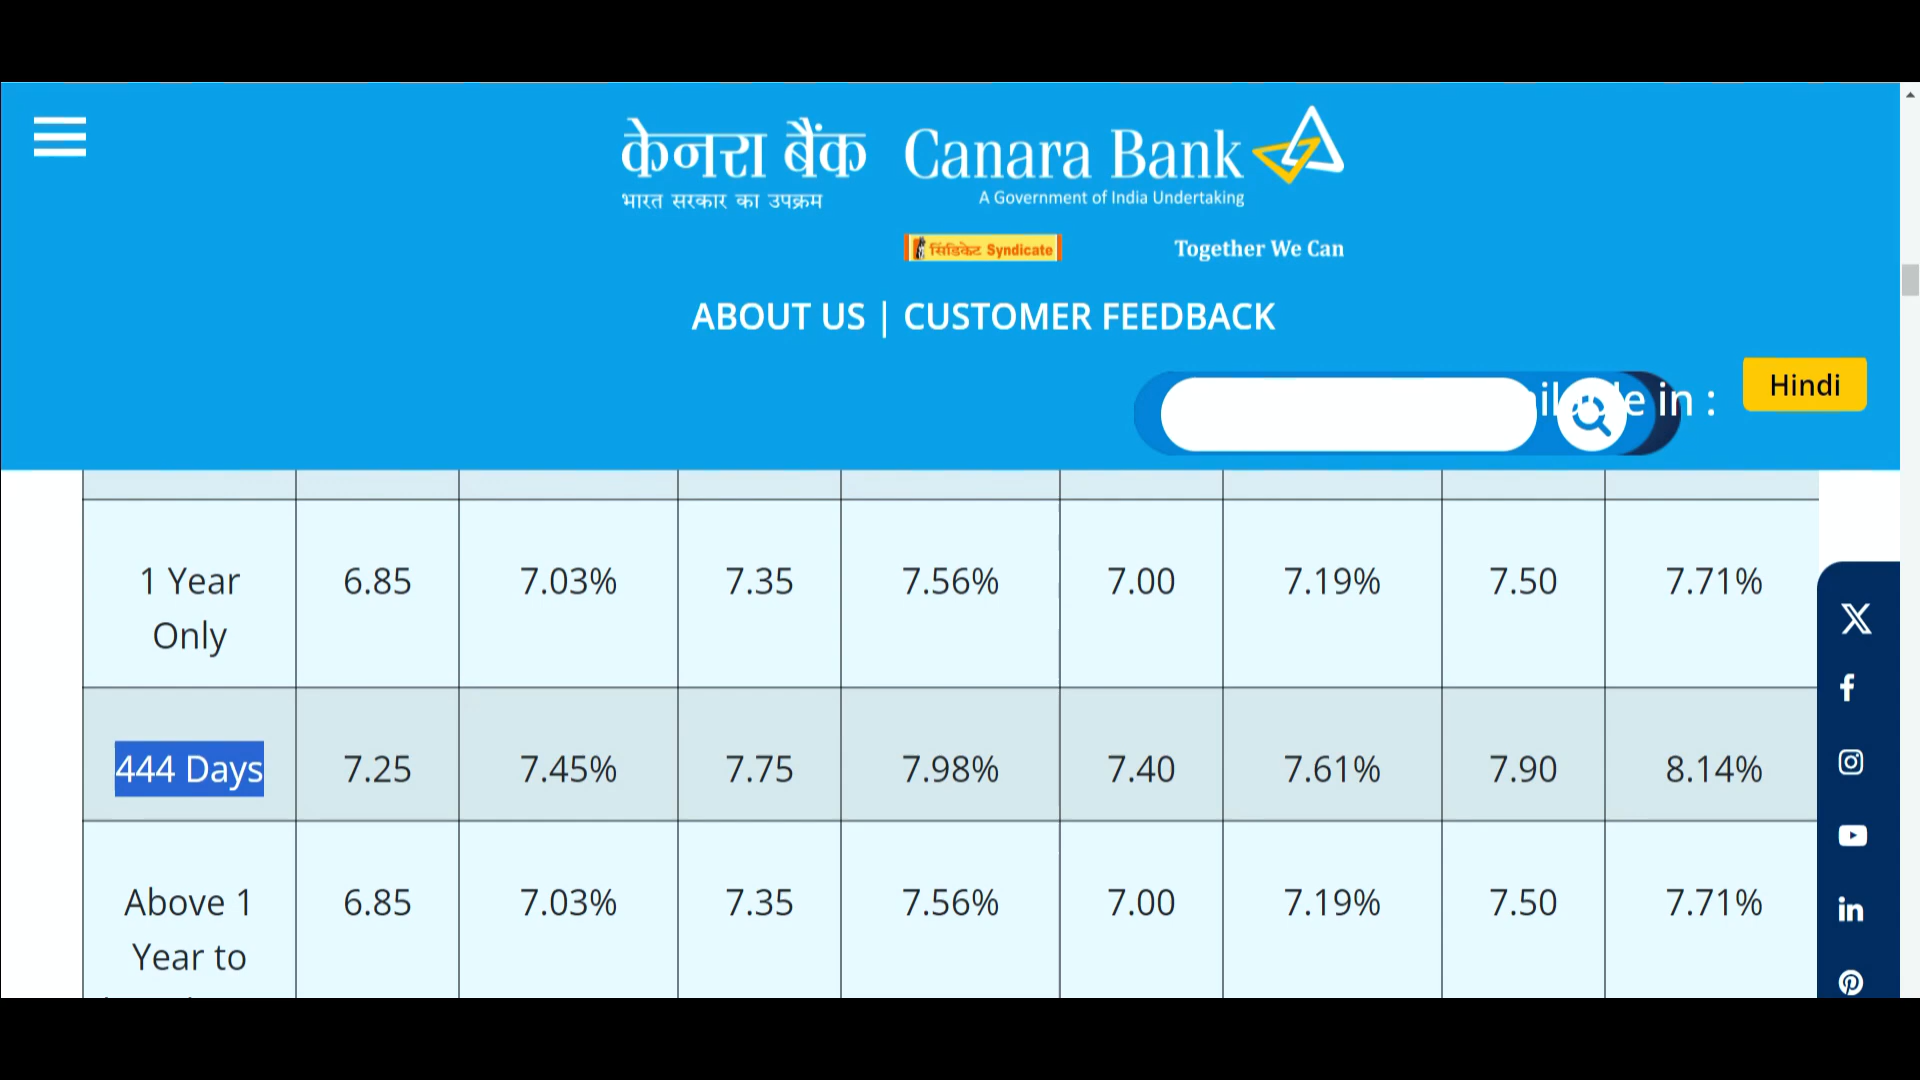 केनरा बैंक Canara Bank
भारत सरकार का उपक्रम A Government of India Undertaking
सिंडिकेट Syndicate Together We Can
ABOUT US | CUSTOMER FEEDBACK
in : Hindi
1 Year Only 6.85 7.03% 7.35 7.56% 7.00 7.19% 7.50 7.71%
444 Days 7.25 7.45% 7.75 7.98% 7.40 7.61% 7.90 8.14%
Above 1 Year to 6.85 7.03% 7.35 7.56% 7.00 7.19% 7.50 7.71%